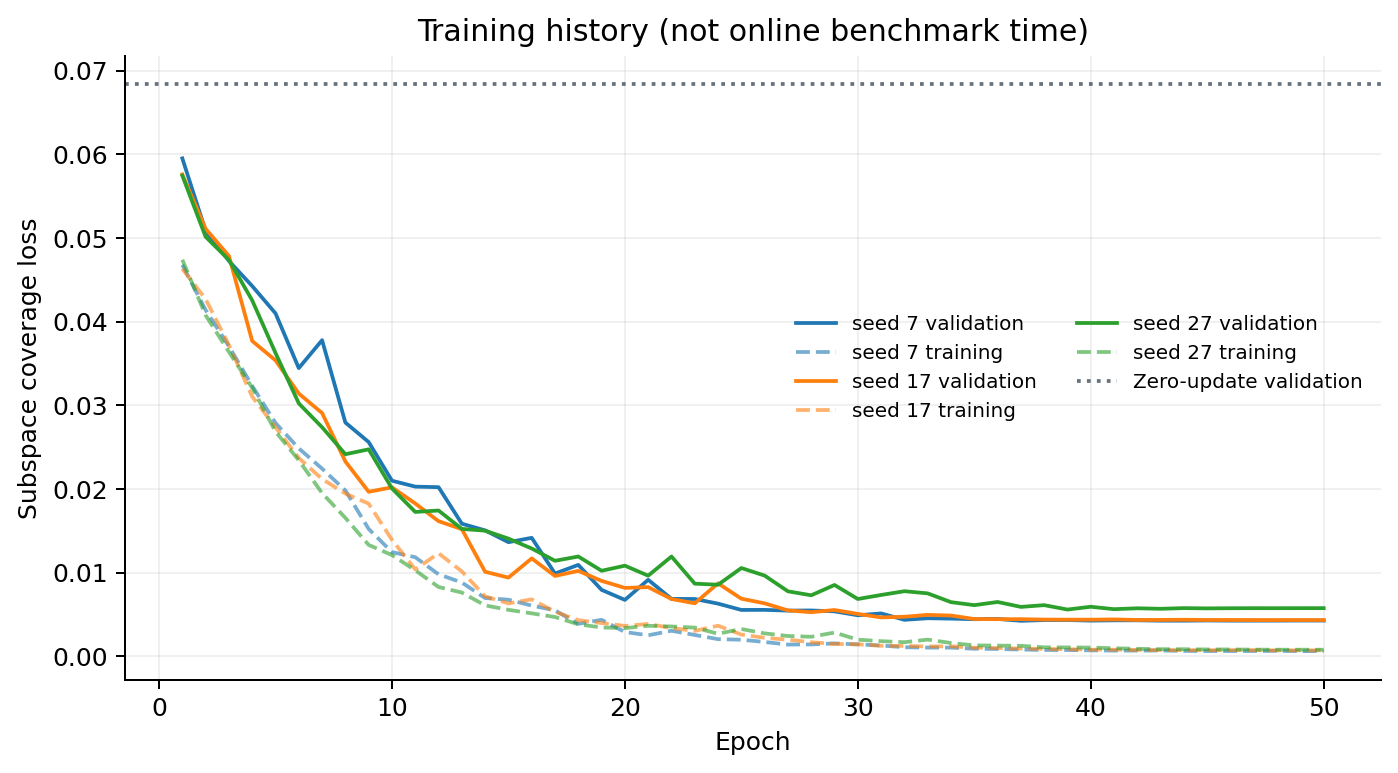 Training history (not online benchmark time)
Subspace coverage loss
0.07
0.06
0.05
0.04
0.03
0.02
0.01
0.00
seed 7 validation
seed 7 training
seed 17 validation
seed 17 training
seed 27 validation
seed 27 training
Zero-update validation
0 10 20 30 40 50
Epoch